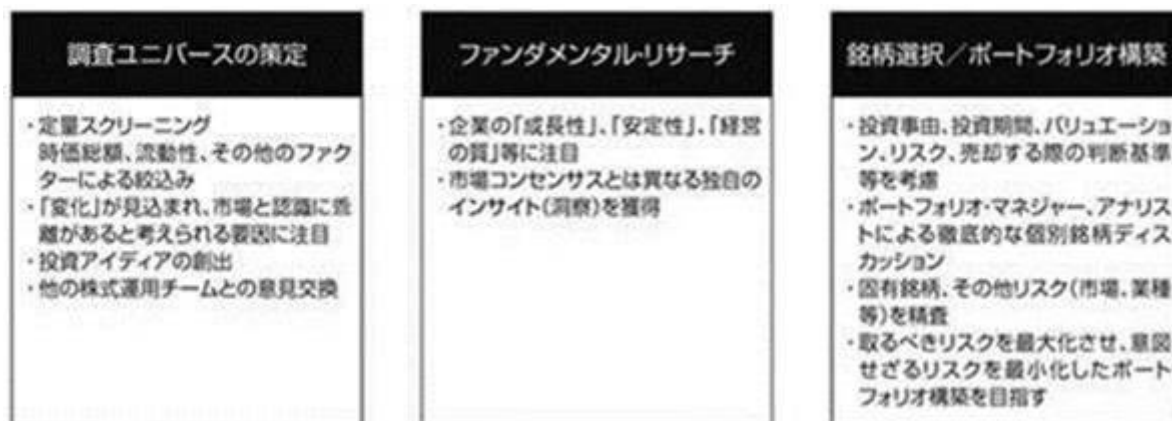 調査ユニバースの策定
・定量スクリーニング
時価総額、流動性、その他のファク
ターによる絞込み
・「変化」が見込まれ、市場と認識に乖
離があると考えられる要因に注目
・投資アイディアの創出
・他の株式運用チームとの意見交換
ファンダメンタル・リサーチ
・企業の「成長性」、「安定性」、「経営
の質」等に注目
・市場コンセンサスとは異なる独自の
インサイト(洞察)を獲得
銘柄選択/ポートフォリオ構築
・投資事由、投資期間、バリュエーショ
ン、リスク、売却する際の判断基準
等を考慮
・ポートフォリオ・マネジャー、アナリス
トによる徹底的な個別銘柄ディス
カッション
・固有銘柄、その他リスク(市場、業種
等)を精査
・取るべきリスクを最大化させ、意図
せざるリスクを最小化したポート
フォリオ構築を目指す